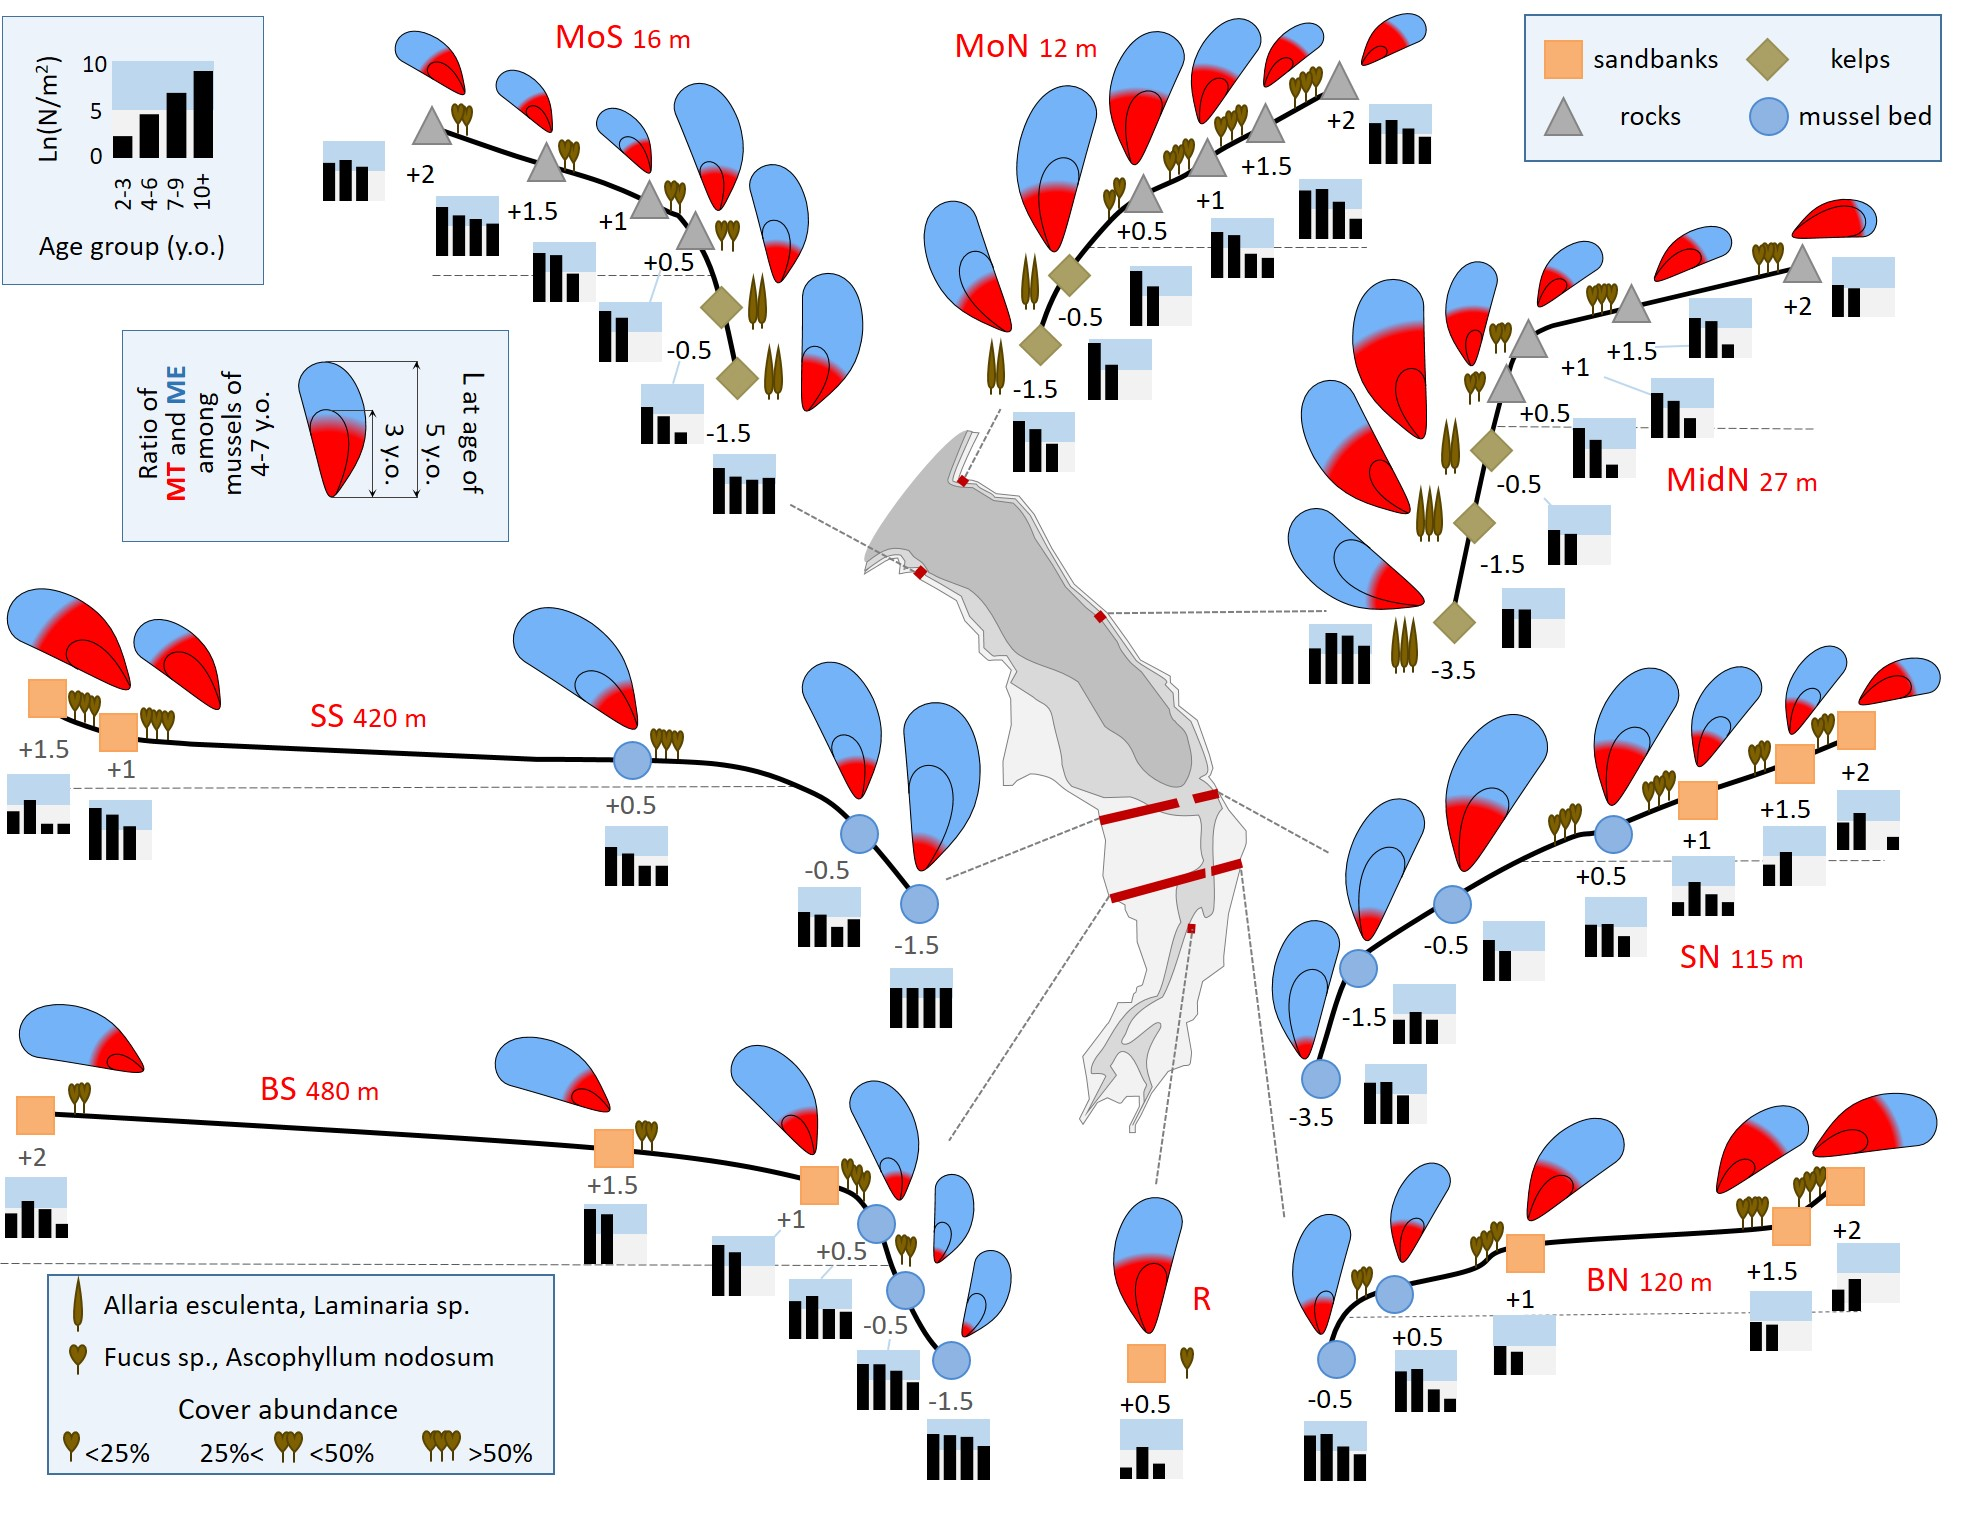 Ln(N/m²)
10
5
0
2-3
4-6
7-9
10+
Age group (y.o.)
MoS 16 m
+2
+1.5
+1
+0.5
-0.5
-1.5
MoN 12 m
+2
+1.5
+1
+0.5
-0.5
-1.5
sandbanks
kelps
rocks
mussel bed
Ratio of
MT and ME
among
mussels of
4-7 y.o.
3 y.o.
5 y.o.
L at age of
MidN 27 m
+2
+1.5
+1
+0.5
-0.5
-1.5
-3.5
SS 420 m
+1.5
+1
+0.5
-0.5
-1.5
SN 115 m
+2
+1.5
+1
+0.5
-0.5
-1.5
-3.5
BS 480 m
+2
+1.5
+1
+0.5
-0.5
-1.5
R
+0.5
BN 120 m
+2
+1.5
+1
+0.5
-0.5
Allaria esculenta, Laminaria sp.
Fucus sp., Ascophyllum nodosum
Cover abundance
<25%
25%< <50%
>50%